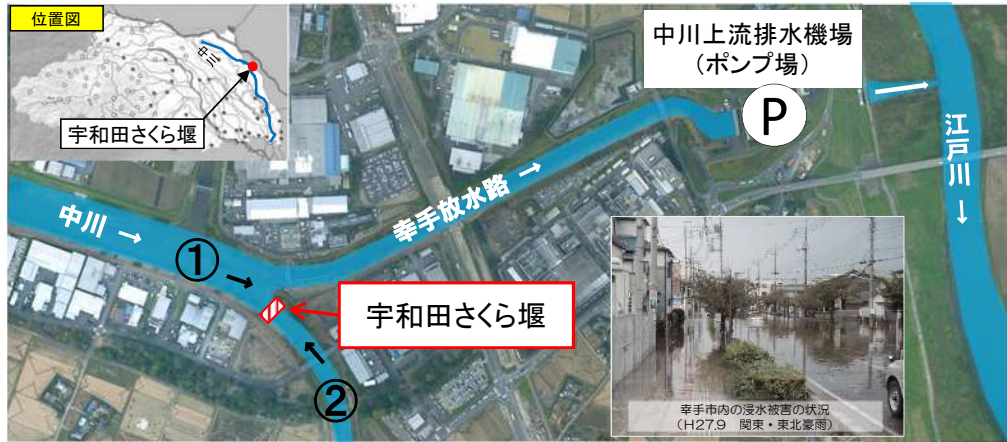 位置図
中川
宇和田さくら堰
中川上流排水機場
(ポンプ場)
P
江戸川 →
中川 →
幸手放水路 →
① →
宇和田さくら堰
②
幸手市内の浸水被害の状況
(H27.9 関東・東北豪雨)